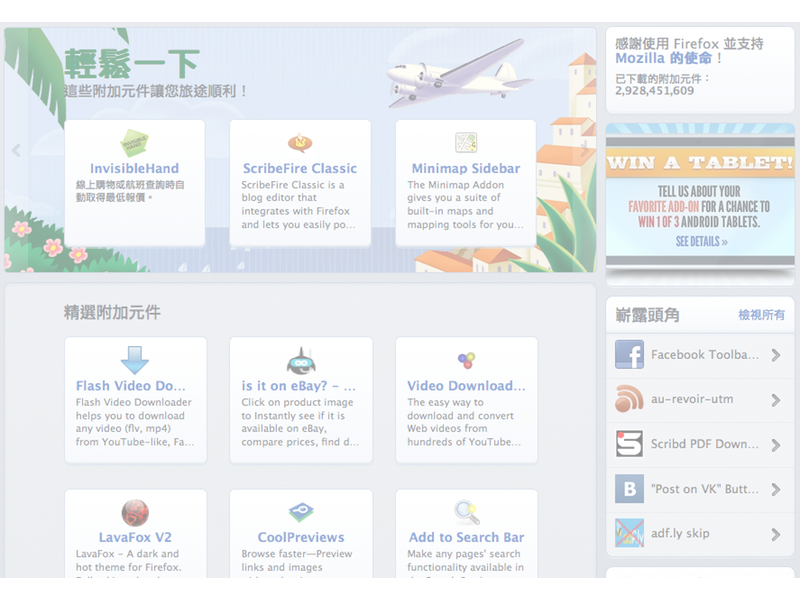 輕鬆一下
這些附加元件讓您旅途順利！
InvisibleHand
線上購物或航班查詢時自
動取得最低報價。
ScribeFire Classic
ScribeFire Classic is a
blog editor that
integrates with Firefox
and lets you easily po...
Minimap Sidebar
The Minimap Addon
gives you a suite of
built-in maps and
mapping tools for you...
精選附加元件
Flash Video Do...
Flash Video Downloader
helps you to download
any video (flv, mp4)
from YouTube-like, Fa...
is it on eBay? - ...
Click on product image
to Instantly see if it is
available on eBay,
compare prices, find d...
Video Download...
The easy way to
download and convert
Web videos from
hundreds of YouTube...
LavaFox V2
LavaFox - A dark and
hot theme for Firefox.
CoolPreviews
Browse faster—Preview
links and images
Add to Search Bar
Make any pages' search
functionality available in
感謝使用 Firefox 並支持
Mozilla 的使命！
已下載的附加元件：
2,928,451,609
WIN A TABLET!
TELL US ABOUT YOUR
FAVORITE ADD-ON FOR A CHANCE TO
WIN 1 OF 3 ANDROID TABLETS.
SEE DETAILS »
嶄露頭角 檢視所有
Facebook Toolba...
au-revoir-utm
Scribd PDF Down...
"Post on VK" Butt...
adf.ly skip